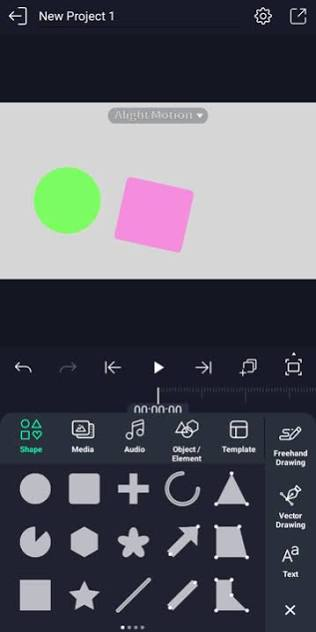 New Project 1
Alight Motion
00:00:00
Shape
Media
Audio
Object /
Element
Template
Freehand
Drawing
Vector
Drawing
Aa
Text